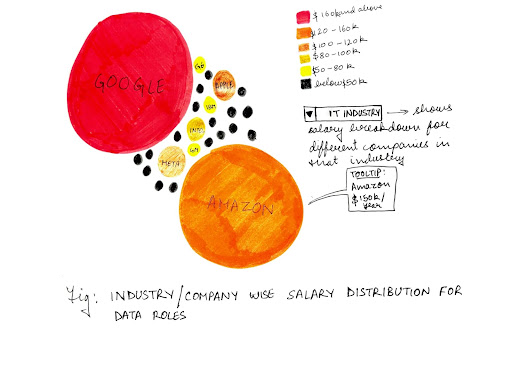 $160k and above
$120-160k
$100-120k
$80-100k
$50-80k
below $50k
GOOGLE
GE
APPLE
IBM
INTEL
GM
META
AMAZON
▼ IT INDUSTRY → shows
salary breakdown for
different companies in
that industry
TOOLTIP:
Amazon
$150k/
year
Fig: INDUSTRY/COMPANY WISE SALARY DISTRIBUTION FOR
DATA ROLES